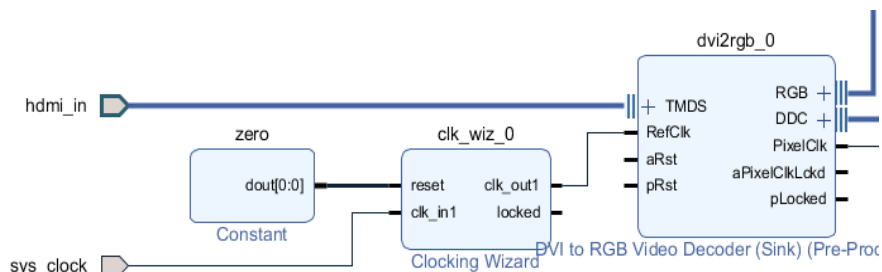 dvi2rgb_0
hdmi_in
TMDS
RGB
DDC
RefClk
PixelClk
aRst
aPixelClkLckd
pRst
pLocked
DVI to RGB Video Decoder (Sink) (Pre-Proc
zero
dout[0:0]
Constant
clk_wiz_0
reset
clk_out1
clk_in1
locked
Clocking Wizard
sys_clock